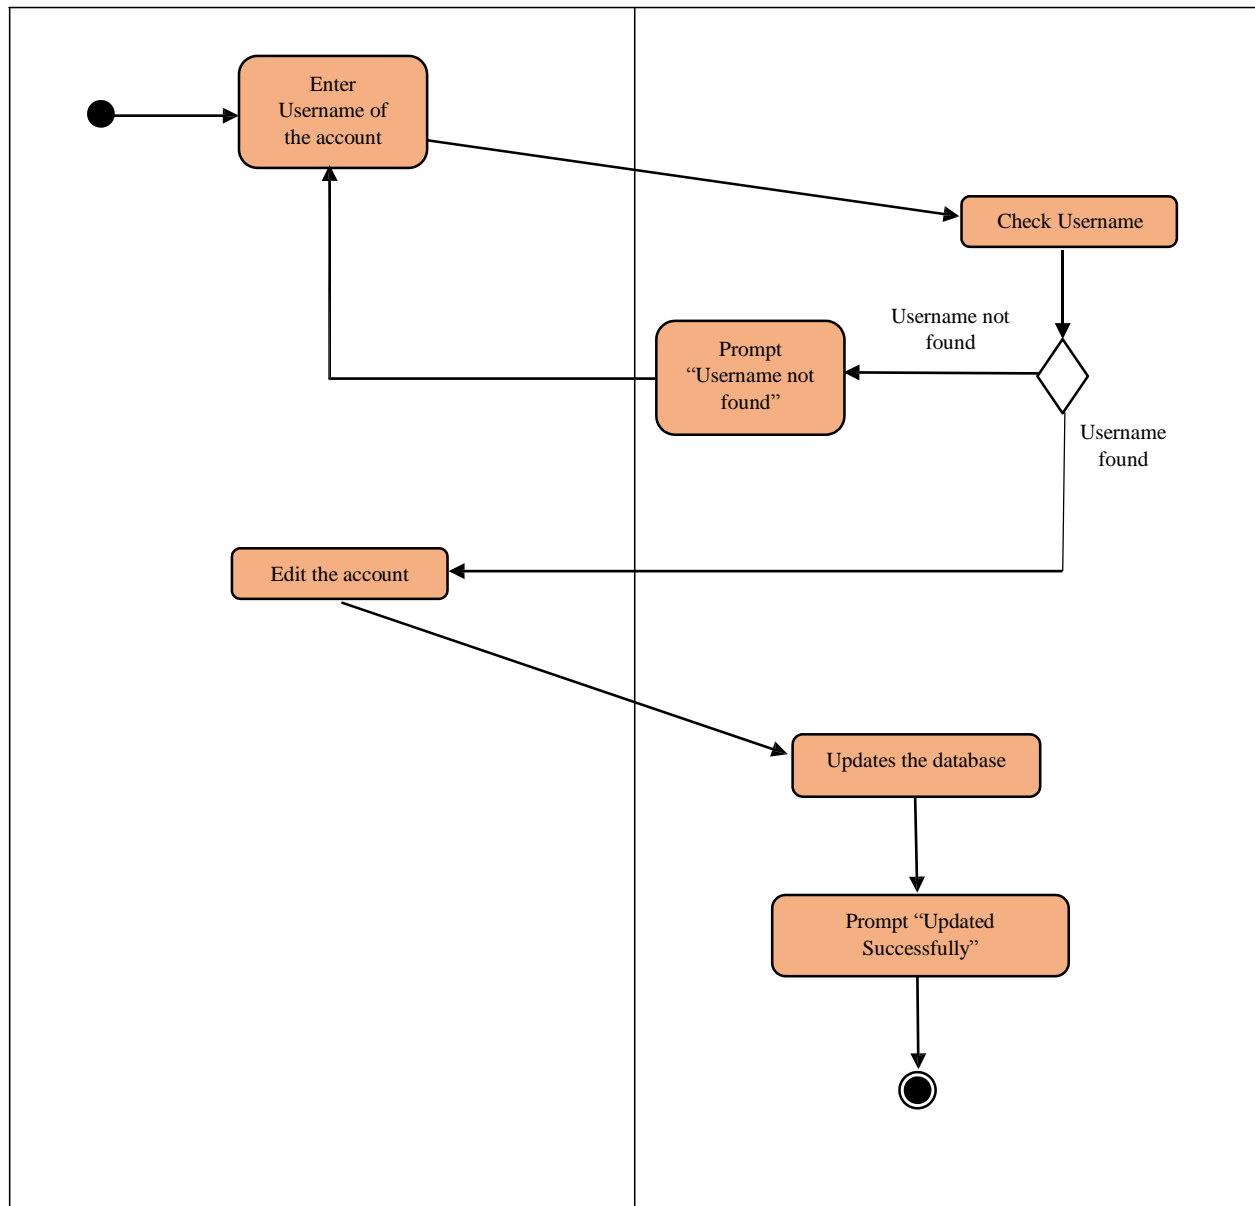 Enter
Username of
the account
Check Username
Username not
found
Prompt
“Username not
found”
Username
found
Edit the account
Updates the database
Prompt “Updated
Successfully”